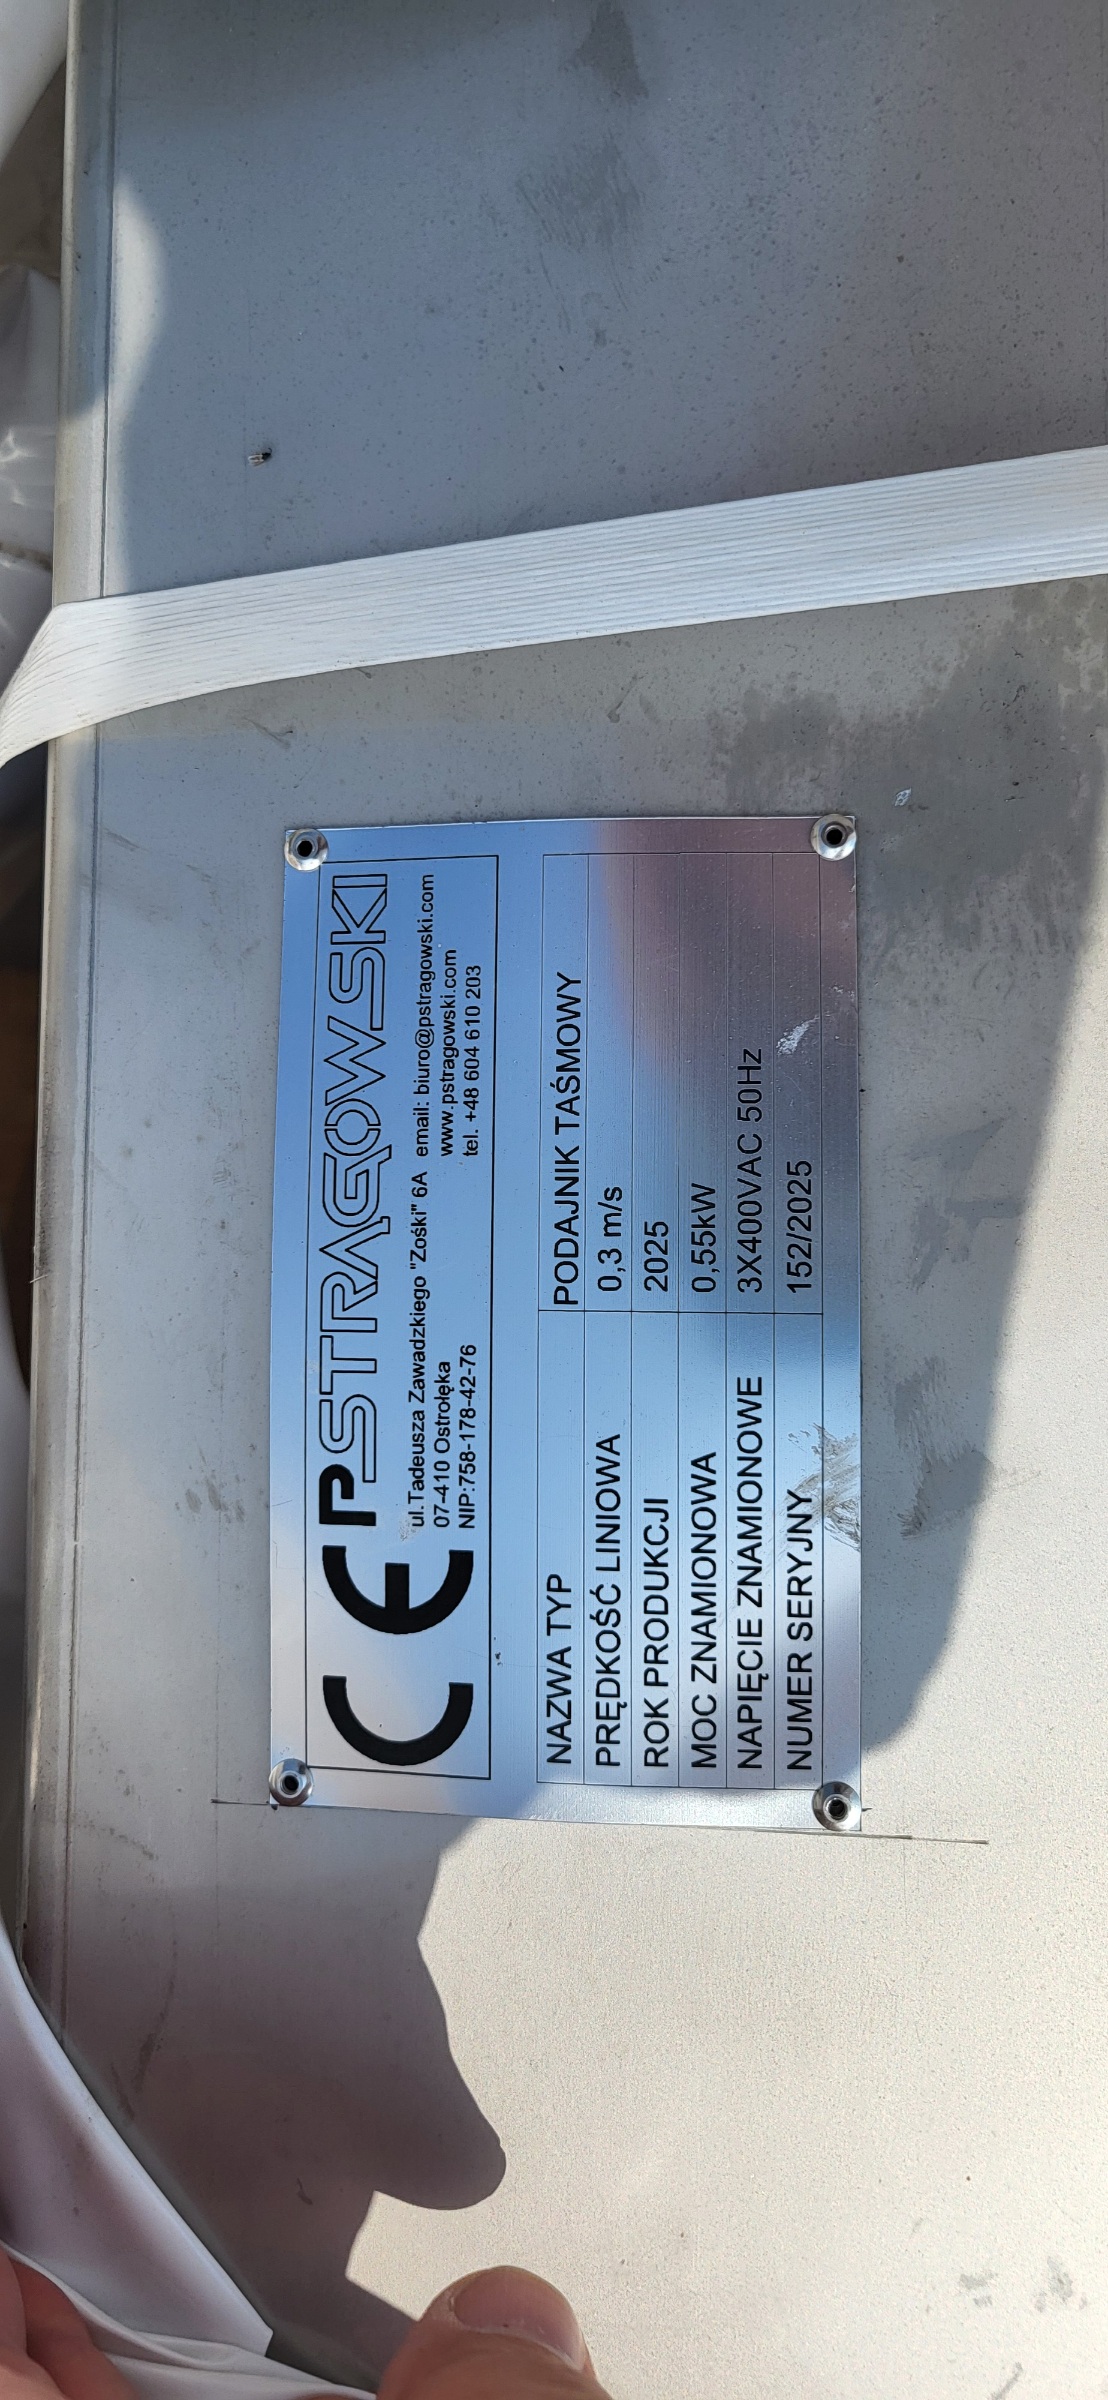 CE PSTRĄGOWSKI
ul.Tadeusza Zawadzkiego "Zośki" 6A email: biuro@pstragowski.com
07-410 Ostrołęka www.pstragowski.com
NIP:758-178-42-76 tel. +48 604 610 203
NAZWA TYP PODAJNIK TAŚMOWY
PRĘDKOŚĆ LINIOWA 0,3 m/s
ROK PRODUKCJI 2025
MOC ZNAMIONOWA 0,55kW
NAPIĘCIE ZNAMIONOWE 3X400VAC 50Hz
NUMER SERYJNY 152/2025